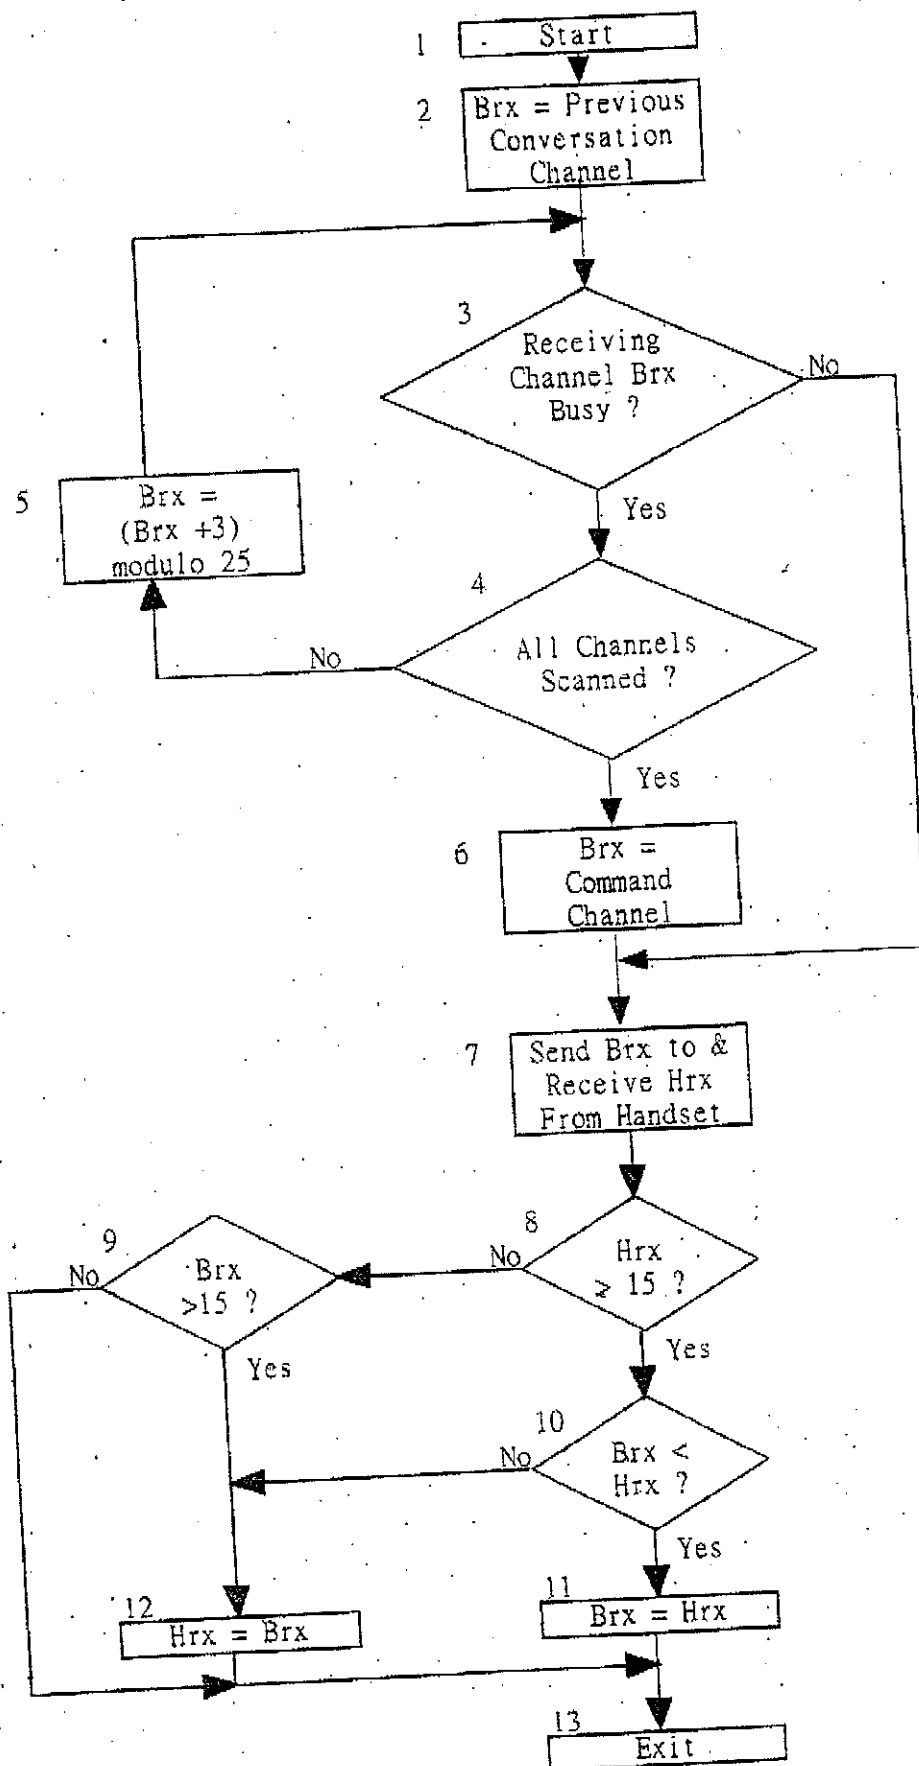 1
Start
2
Brx = Previous
Conversation
Channel
3
Receiving
Channel Brx
Busy ?
No
Yes
5
Brx =
(Brx +3)
modulo 25
4
All Channels
Scanned ?
No
Yes
6
Brx =
Command
Channel
7
Send Brx to &
Receive Hrx
From Handset
8
Hrx
≥ 15 ?
No
Yes
9
Brx
>15 ?
No
Yes
10
Brx <
Hrx ?
No
Yes
12
Hrx = Brx
11
Brx = Hrx
13
Exit